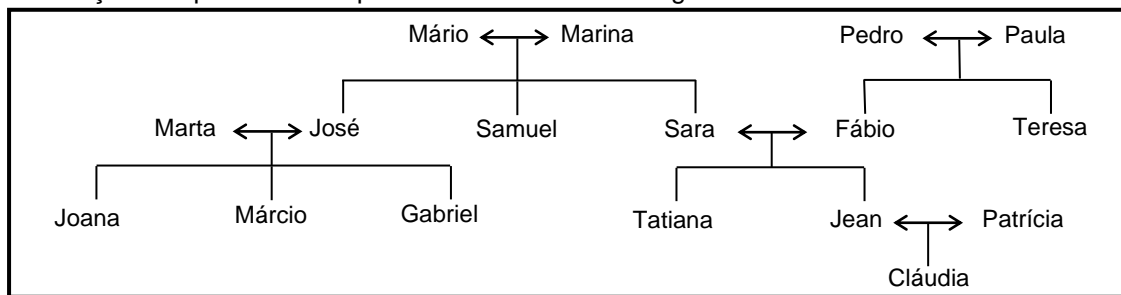 Mário Marina Pedro Paula
Marta José Samuel Sara Fábio Teresa
Joana Márcio Gabriel Tatiana Jean Patrícia
Cláudia